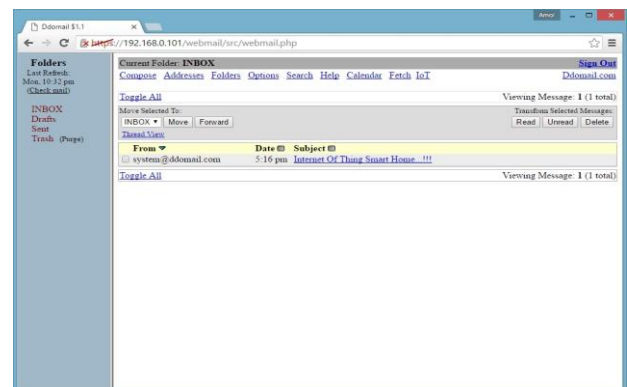 Amol
Ddomail $1.1
https://192.168.0.101/webmail/src/webmail.php
Folders
Last Refresh:
Mon, 10:32 pm
(Check mail)
INBOX
Drafts
Sent
Trash (Purge)
Current Folder: INBOX Sign Out
Compose Addresses Folders Options Search Help Calendar Fetch IoT Ddomail.com
Toggle All Viewing Message: 1 (1 total)
Move Selected To: Transform Selected Messages:
INBOX Move Forward Read Unread Delete
Thread View
From Date Subject
system@ddomail.com 5:16 pm Internet Of Thing Smart Home...!!!
Toggle All Viewing Message: 1 (1 total)